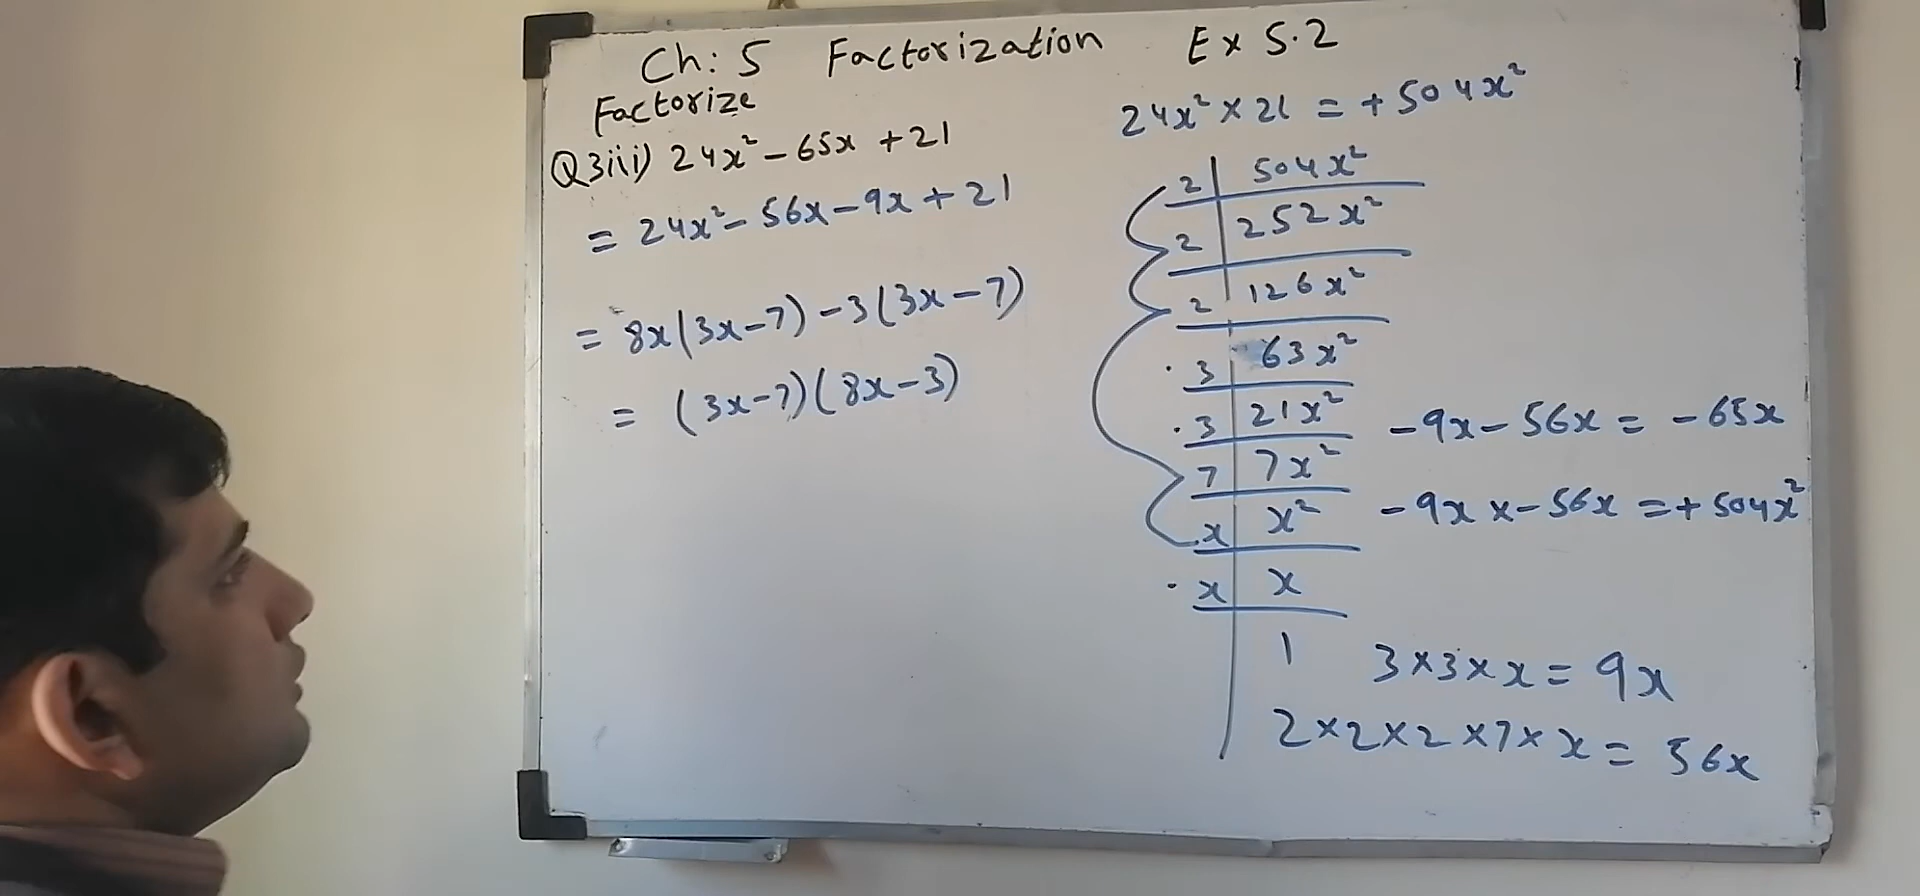 Ch: 5 Factorization Ex 5.2
Factorize
Q3iii) 24x² - 65x + 21
= 24x² - 56x - 9x + 21
= 8x(3x-7) - 3(3x-7)
= (3x-7)(8x-3)
24x² × 21 = + 504x²
2 | 504x²
2 | 252x²
2 | 126x²
3 | 63x²
3 | 21x²
7 | 7x²
x | x²
x | x
1
-9x - 56x = -65x
-9x × -56x = + 504x²
3×3×x = 9x
2×2×2×7×x = 56x